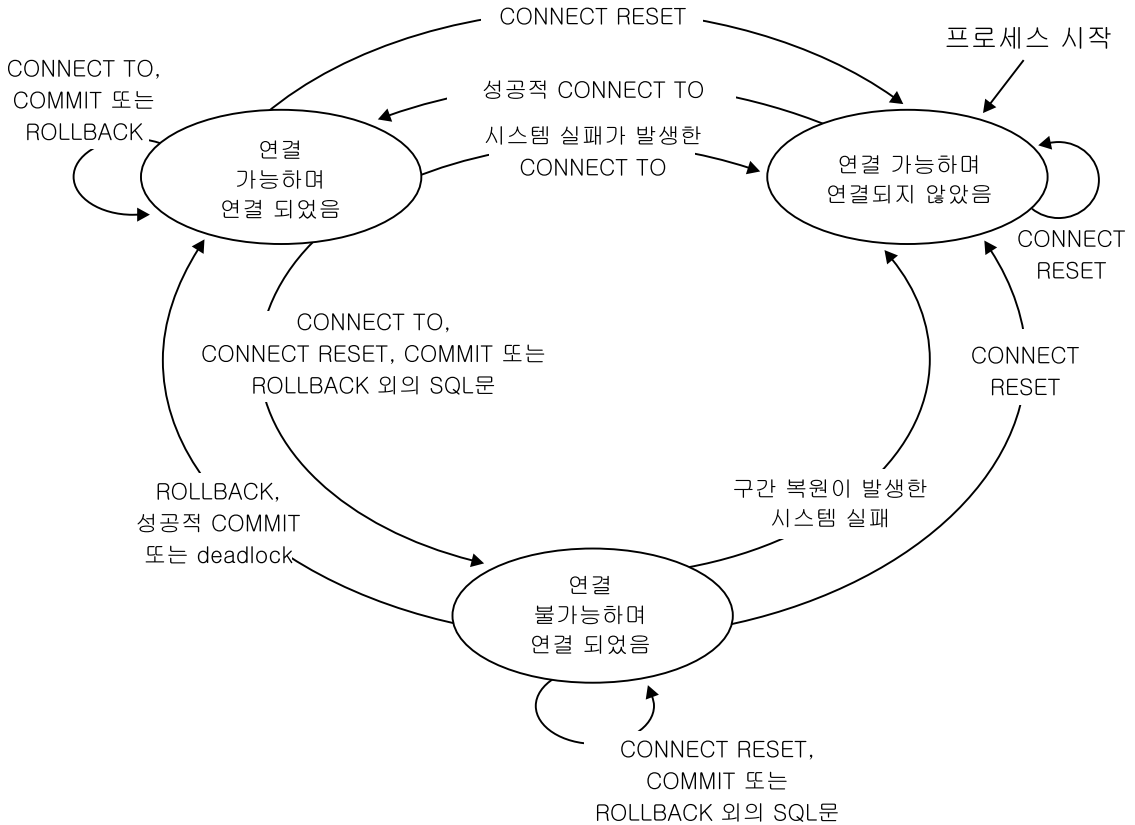 CONNECT RESET
프로세스 시작
CONNECT TO,
COMMIT 또는
ROLLBACK
성공적 CONNECT TO
시스템 실패가 발생한
CONNECT TO
연결
가능하며
연결 되었음
연결 가능하며
연결되지 않았음
CONNECT
RESET
CONNECT TO,
CONNECT RESET, COMMIT 또는
ROLLBACK 외의 SQL문
CONNECT
RESET
ROLLBACK,
성공적 COMMIT
또는 deadlock
구간 복원이 발생한
시스템 실패
연결
불가능하며
연결 되었음
CONNECT RESET,
COMMIT 또는
ROLLBACK 외의 SQL문